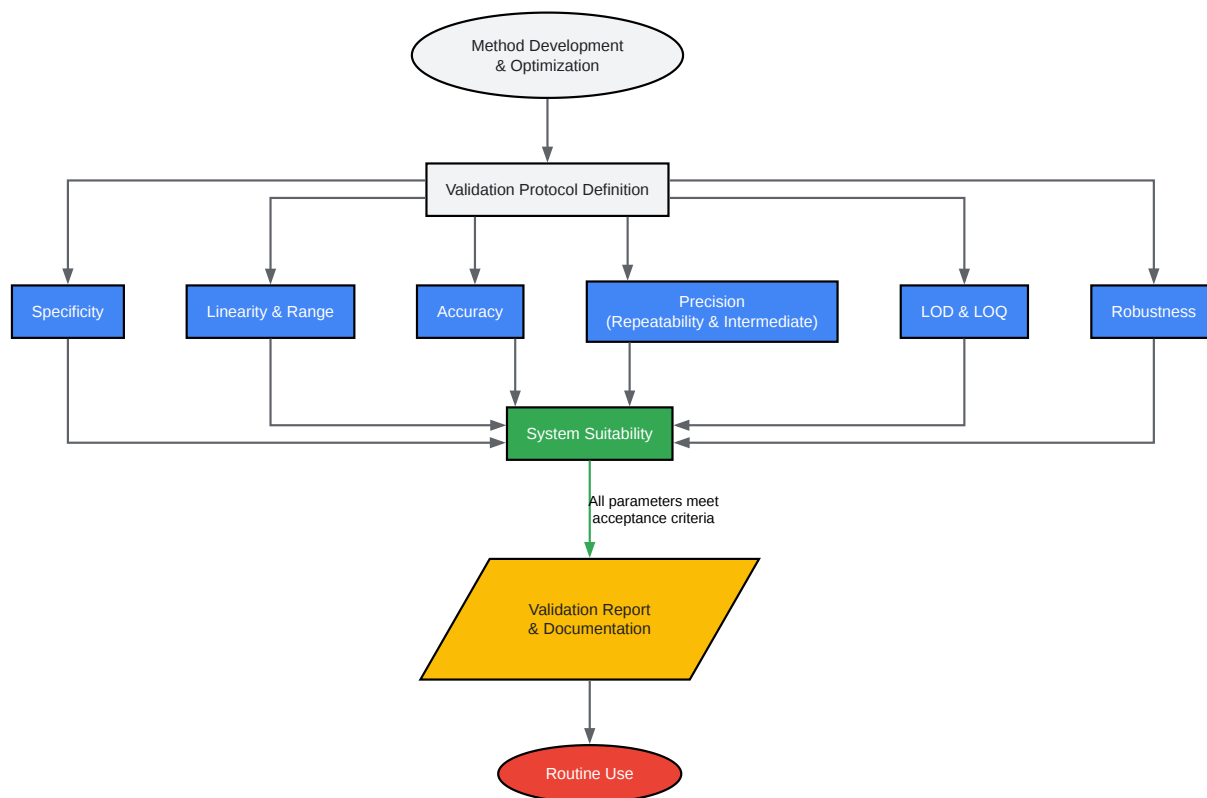 Method Development
& Optimization
Validation Protocol Definition
Specificity
Linearity & Range
Accuracy
Precision
(Repeatability & Intermediate)
LOD & LOQ
Robustness
System Suitability
All parameters meet
acceptance criteria
Validation Report
& Documentation
Routine Use